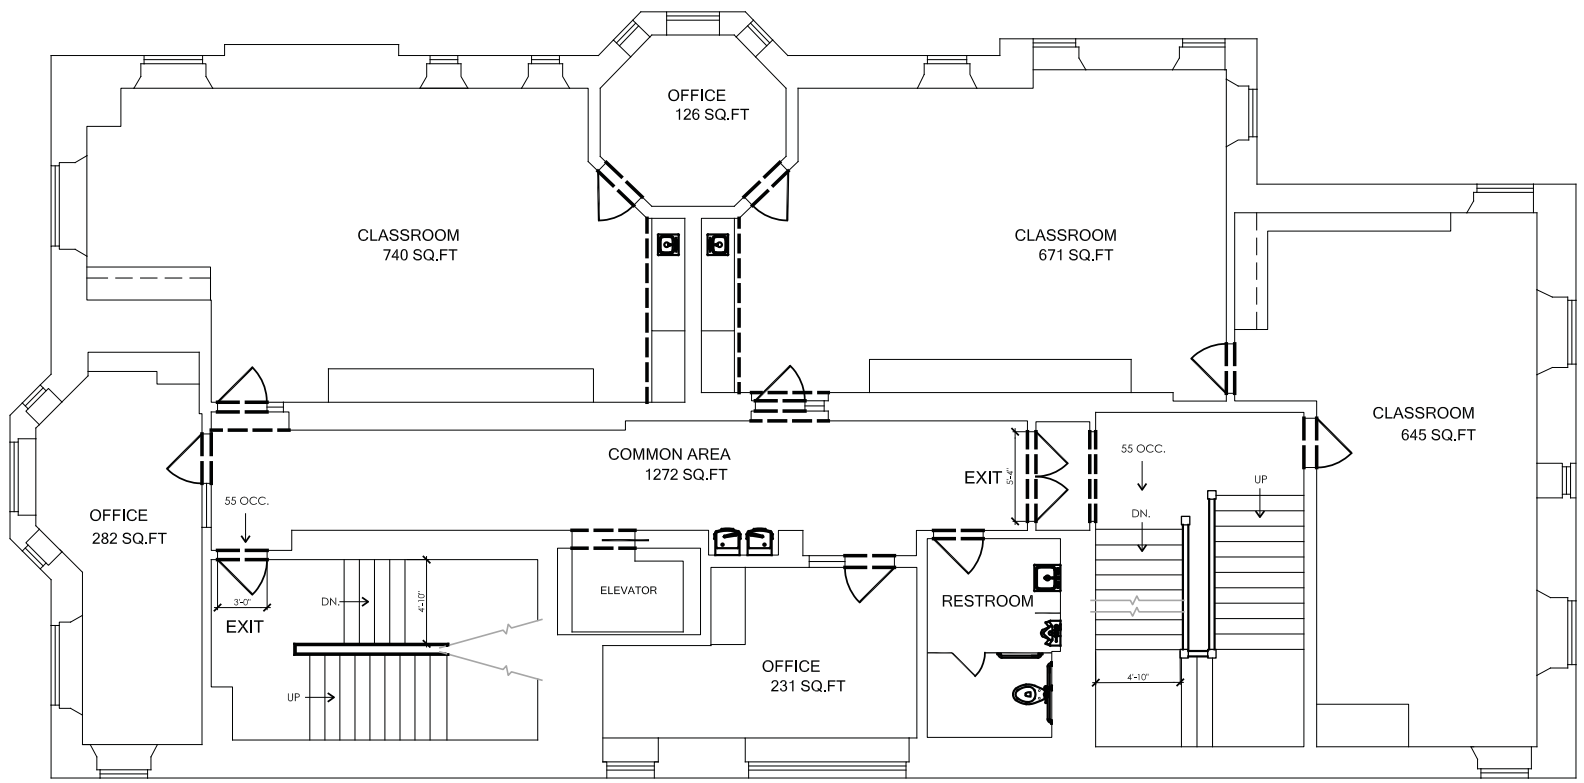 OFFICE
126 SQ.FT
CLASSROOM
740 SQ.FT
CLASSROOM
671 SQ.FT
CLASSROOM
645 SQ.FT
COMMON AREA
1272 SQ.FT
EXIT
5'-4"
55 OCC.
DN.
UP
OFFICE
282 SQ.FT
55 OCC.
3'-0"
EXIT
DN.
4'-10"
UP
ELEVATOR
OFFICE
231 SQ.FT
RESTROOM
4'-10"